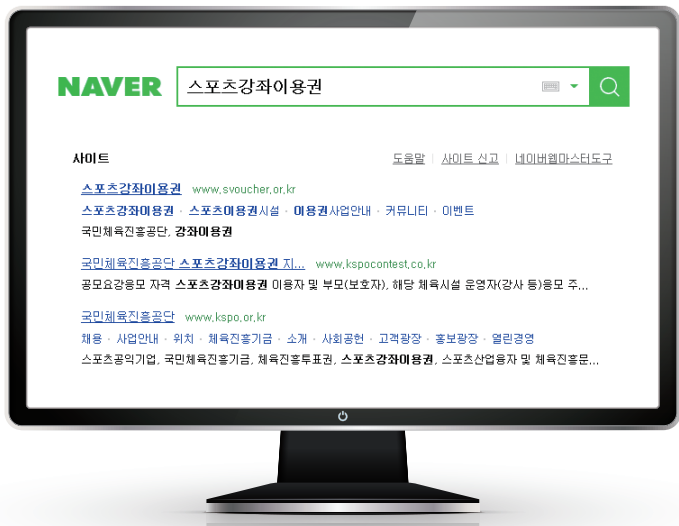 NAVER 스포츠강좌이용권
사이트 도움말 사이트 신고 네이버웹마스터도구
스포츠강좌이용권 www.svoucher.or.kr
스포츠강좌이용권 · 스포츠이용권시설 · 이용권사업안내 · 커뮤니티 · 이벤트
국민체육진흥공단, 강좌이용권
국민체육진흥공단 스포츠강좌이용권 지... www.kspocontest.co.kr
공모요강응모 자격 스포츠강좌이용권 이용자 및 부모(보호자), 해당 체육시설 운영자(강사 등)응모 주...
국민체육진흥공단 www.kspo.or.kr
채용 · 사업안내 · 위치 · 체육진흥기금 · 소개 · 사회공헌 · 고객광장 · 홍보광장 · 열린경영
스포츠공익기업, 국민체육진흥기금, 체육진흥투표권, 스포츠강좌이용권, 스포츠산업융자 및 체육진흥문...